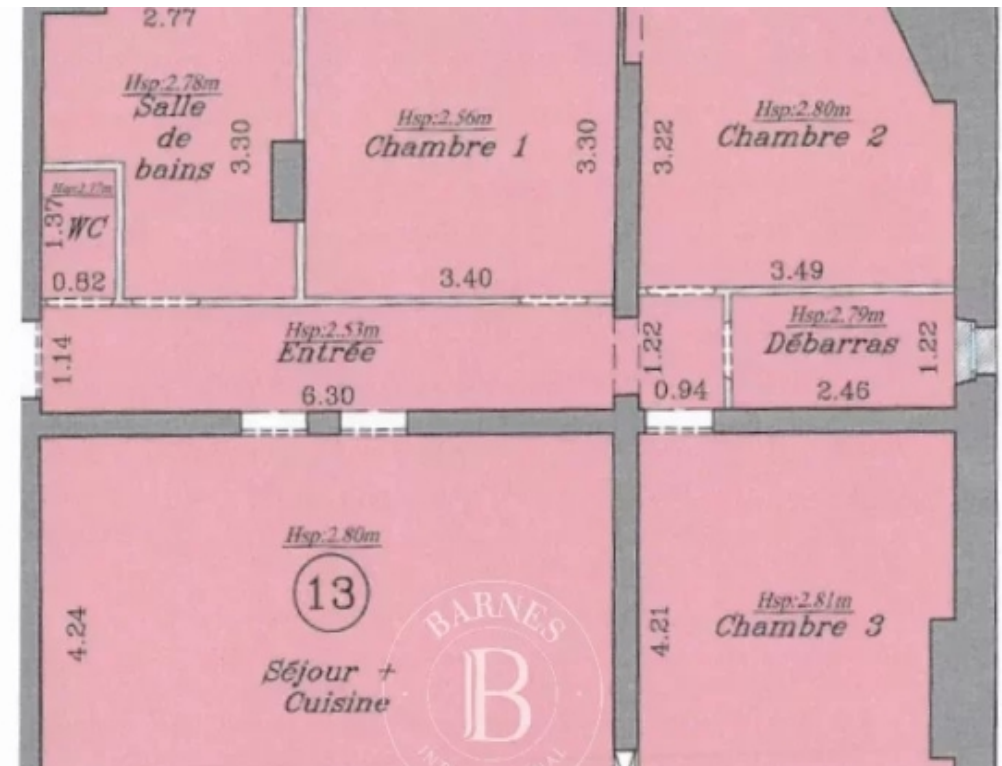 2.77
Hsp:2.78m
Salle
de
bains
3.30
Hsp:2.56m
Chambre 1
3.30
3.40
3.22
Hsp:2.80m
Chambre 2
3.49
Hsp:2.37m
WC
1.37
0.82
1.14
Hsp:2.53m
Entrée
6.30
1.22
0.94
Hsp:2.79m
Débarras
1.22
2.46
Hsp:2.80m
13
4.24
Séjour +
Cuisine
4.21
Hsp:2.81m
Chambre 3
BARNES
B